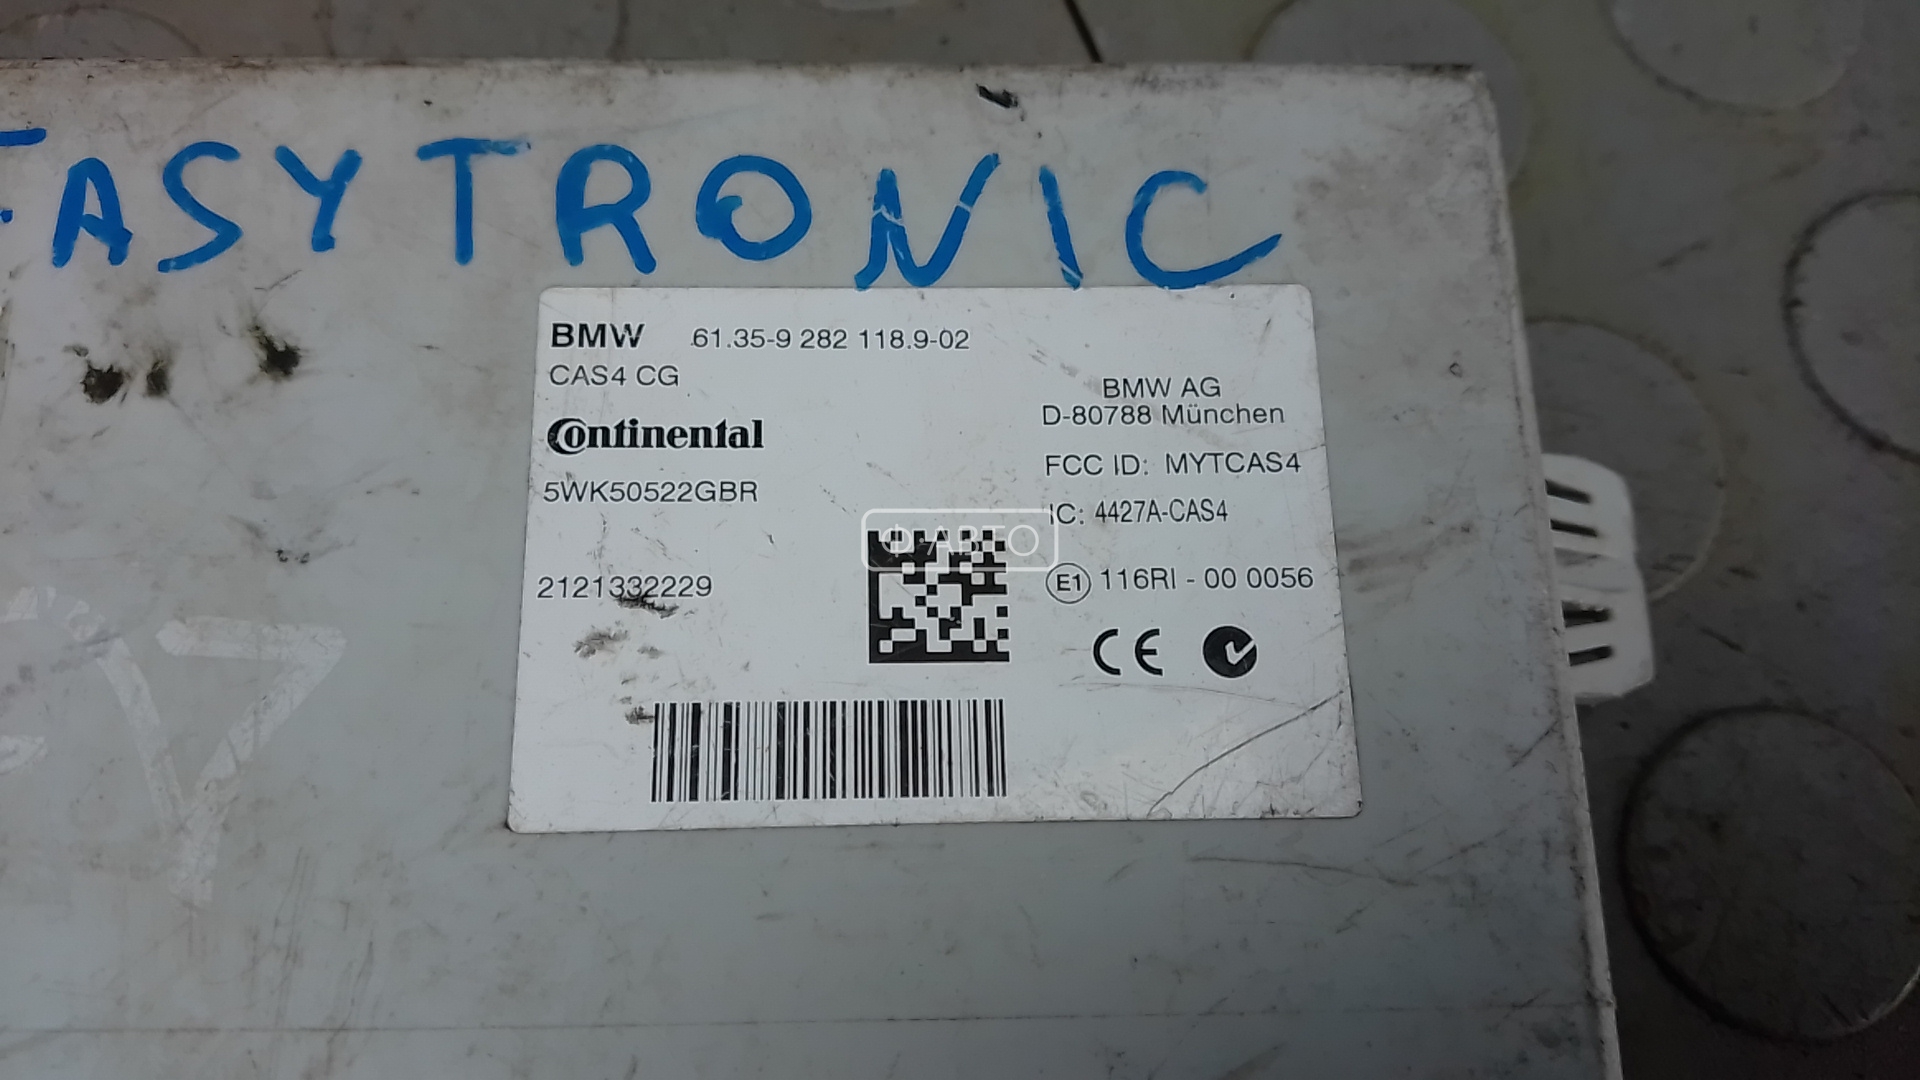 EASYTRONIC
BMW 61.35-9 282 118.9-02
CAS4 CG
Continental
5WK50522GBR
2121332229
BMW AG
D-80788 München
FCC ID: MYTCAS4
IC: 4427A-CAS4
E1 116RI - 00 0056
CE
Ф-АВТО